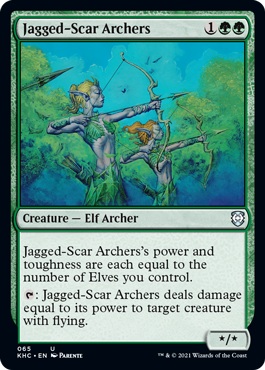 Jagged-Scar Archers 1
Creature — Elf Archer
Jagged-Scar Archers's power and
toughness are each equal to the
number of Elves you control.
: Jagged-Scar Archers deals damage
equal to its power to target creature
with flying.
*/*
065 U
KHC • EN Parente ™ & © 2021 Wizards of the Coast